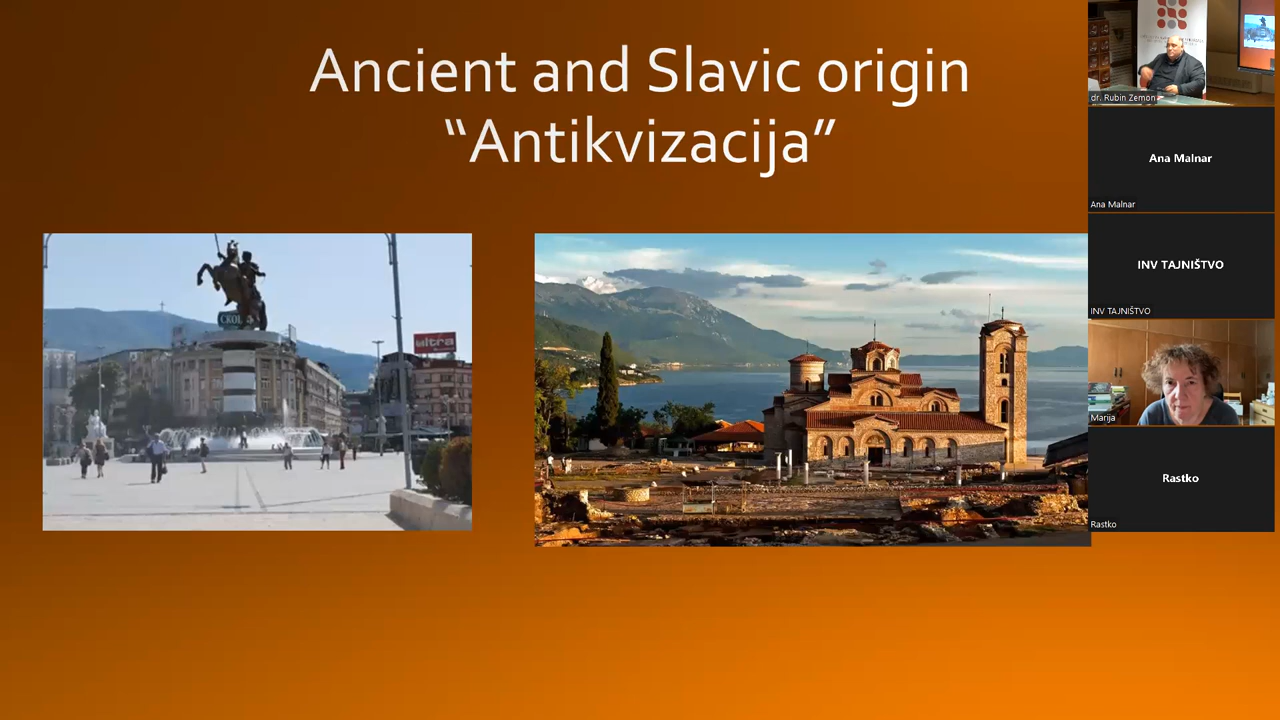 Ancient and Slavic origin
“Antikvizacija”
ultra
dr. Rubin Zemon
Ana Malnar
Ana Malnar
INV TAJNIŠTVO
INV TAJNIŠTVO
Marija
Rastko
Rastko